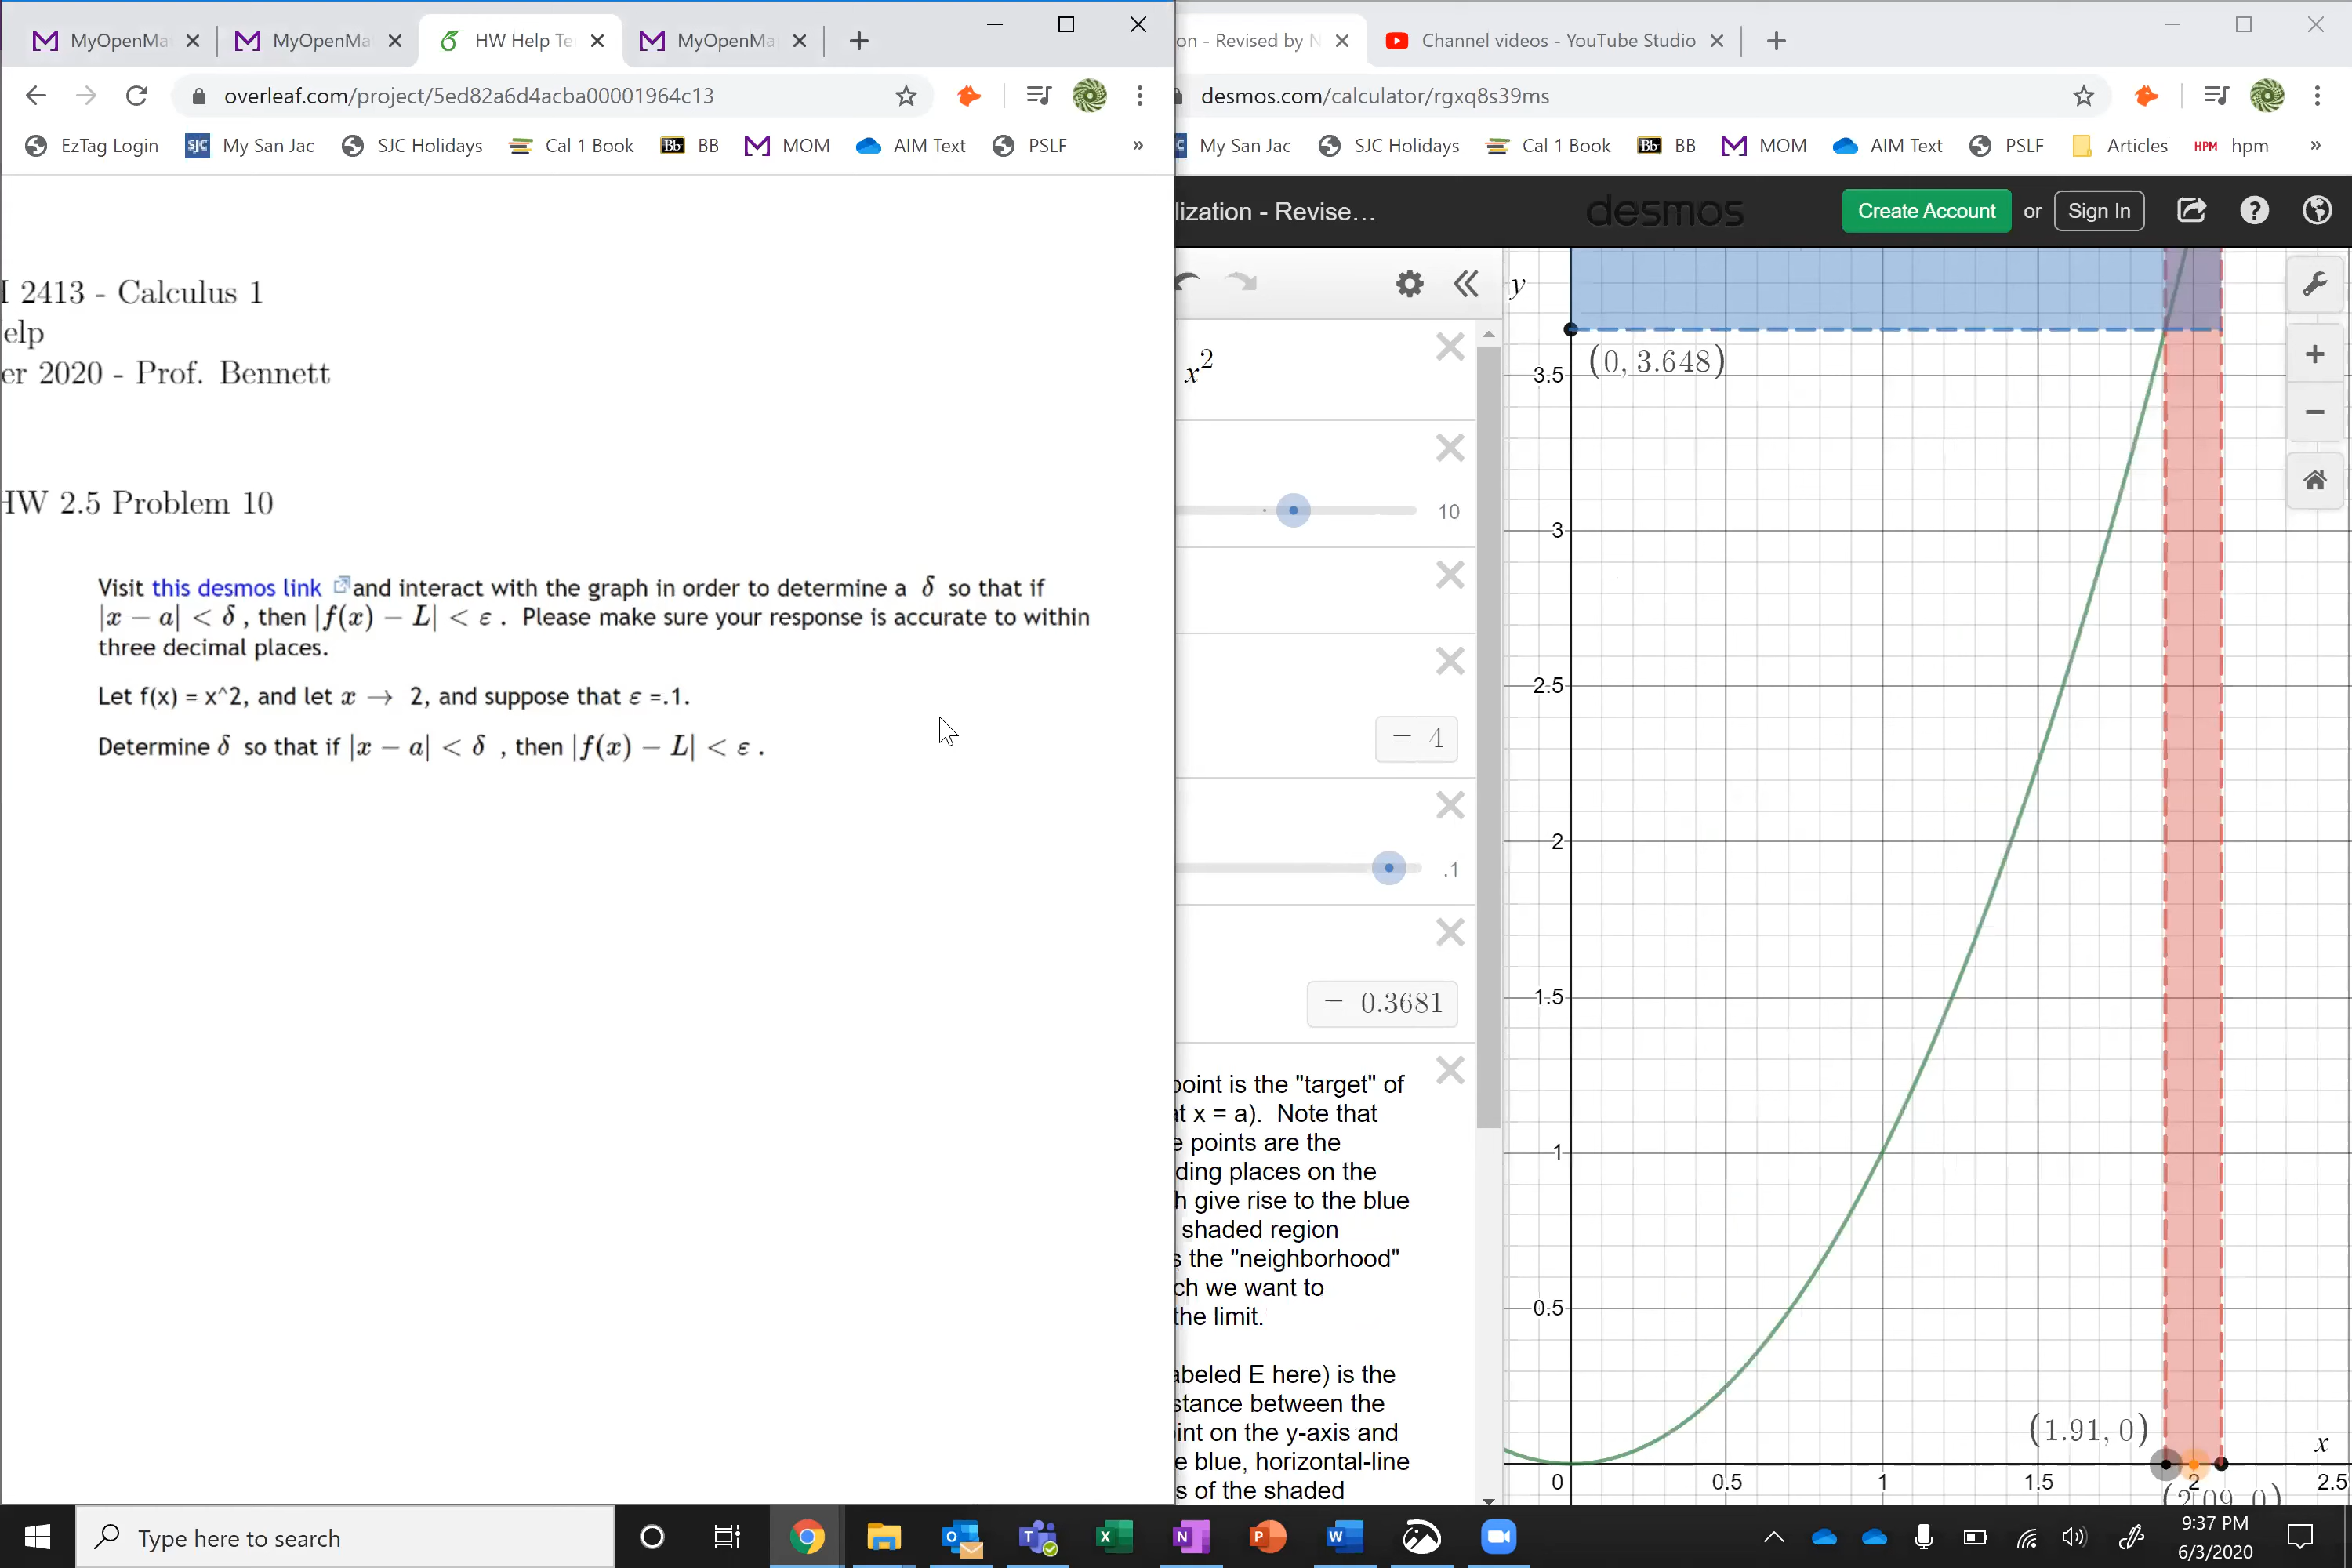 MyOpenMa
MyOpenMa
HW Help Te
MyOpenMa
on - Revised by N
Channel videos - YouTube Studio
overleaf.com/project/5ed82a6d4acba00001964c13
desmos.com/calculator/rgxq8s39ms
EzTag Login
SJC My San Jac
SJC Holidays
Cal 1 Book
Bb BB
MOM
AIM Text
PSLF
»
C My San Jac
SJC Holidays
Cal 1 Book
Bb BB
MOM
AIM Text
PSLF
Articles
HPM hpm
»
lization - Revise...
desmos
Create Account or Sign In
I 2413 - Calculus 1
elp
er 2020 - Prof. Bennett
HW 2.5 Problem 10
Visit this desmos link and interact with the graph in order to determine a δ so that if
|x − a| < δ, then |f(x) − L| < ε. Please make sure your response is accurate to within
three decimal places.
Let f(x) = x^2, and let x → 2, and suppose that ε =.1.
Determine δ so that if |x − a| < δ, then |f(x) − L| < ε.
x²
10
= 4
.1
= 0.3681
point is the "target" of
at x = a). Note that
e points are the
ding places on the
h give rise to the blue
shaded region
s the "neighborhood"
ch we want to
the limit.
abeled E here) is the
stance between the
int on the y-axis and
e blue, horizontal-line
s of the shaded
y
(0, 3.648)
3.5
3
2.5
2
1.5
1
0.5
(1.91, 0)
x
0
0.5
1
1.5
2
2.5
(2.09, 0)
Type here to search
9:37 PM
6/3/2020